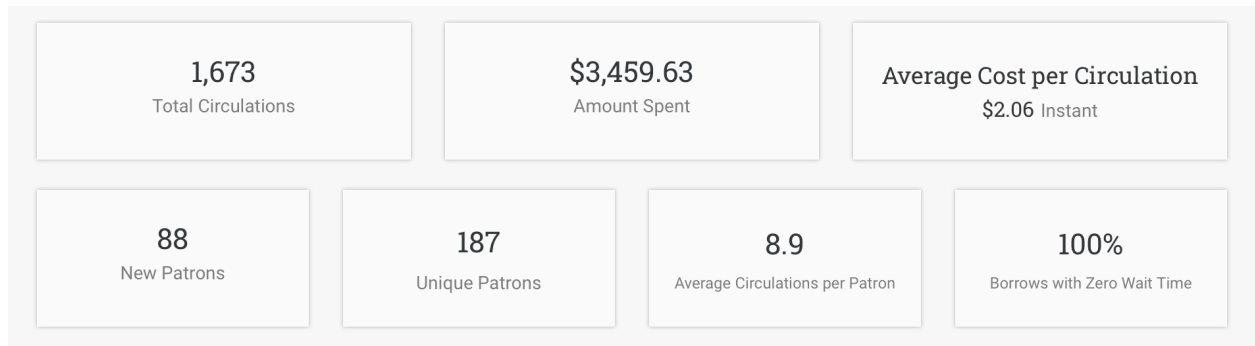 1,673
Total Circulations
$3,459.63
Amount Spent
Average Cost per Circulation
$2.06 Instant
88
New Patrons
187
Unique Patrons
8.9
Average Circulations per Patron
100%
Borrows with Zero Wait Time